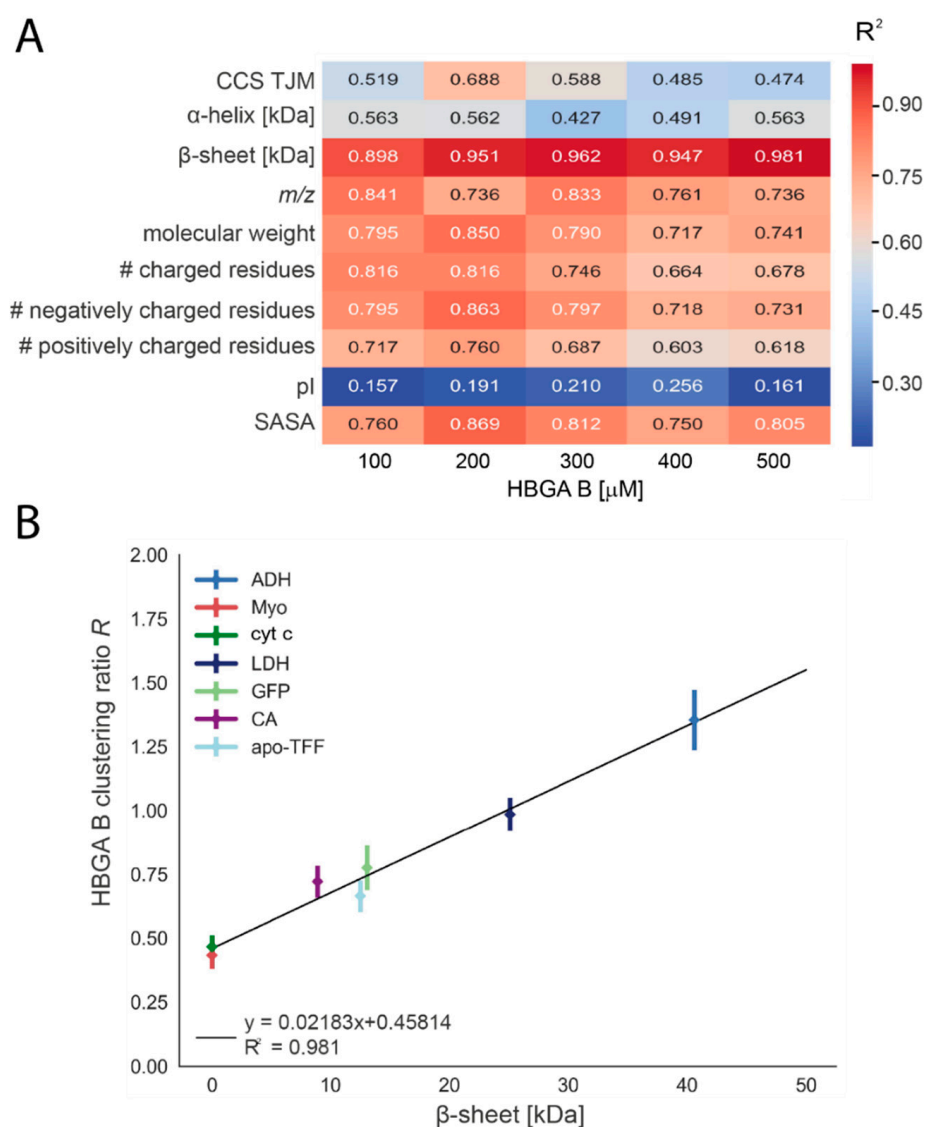 A
R²
CCS TJM 0.519 0.688 0.588 0.485 0.474
α-helix [kDa] 0.563 0.562 0.427 0.491 0.563
β-sheet [kDa] 0.898 0.951 0.962 0.947 0.981
m/z 0.841 0.736 0.833 0.761 0.736
molecular weight 0.795 0.850 0.790 0.717 0.741
# charged residues 0.816 0.816 0.746 0.664 0.678
# negatively charged residues 0.795 0.863 0.797 0.718 0.731
# positively charged residues 0.717 0.760 0.687 0.603 0.618
pI 0.157 0.191 0.210 0.256 0.161
SASA 0.760 0.869 0.812 0.750 0.805
100 200 300 400 500
HBGA B [μM]
0.90
0.75
0.60
0.45
0.30
B
HBGA B clustering ratio R
2.00
1.75
1.50
1.25
1.00
0.75
0.50
0.25
0.00
ADH
Myo
cyt c
LDH
GFP
CA
apo-TFF
y = 0.02183x+0.45814
R² = 0.981
0 10 20 30 40 50
β-sheet [kDa]